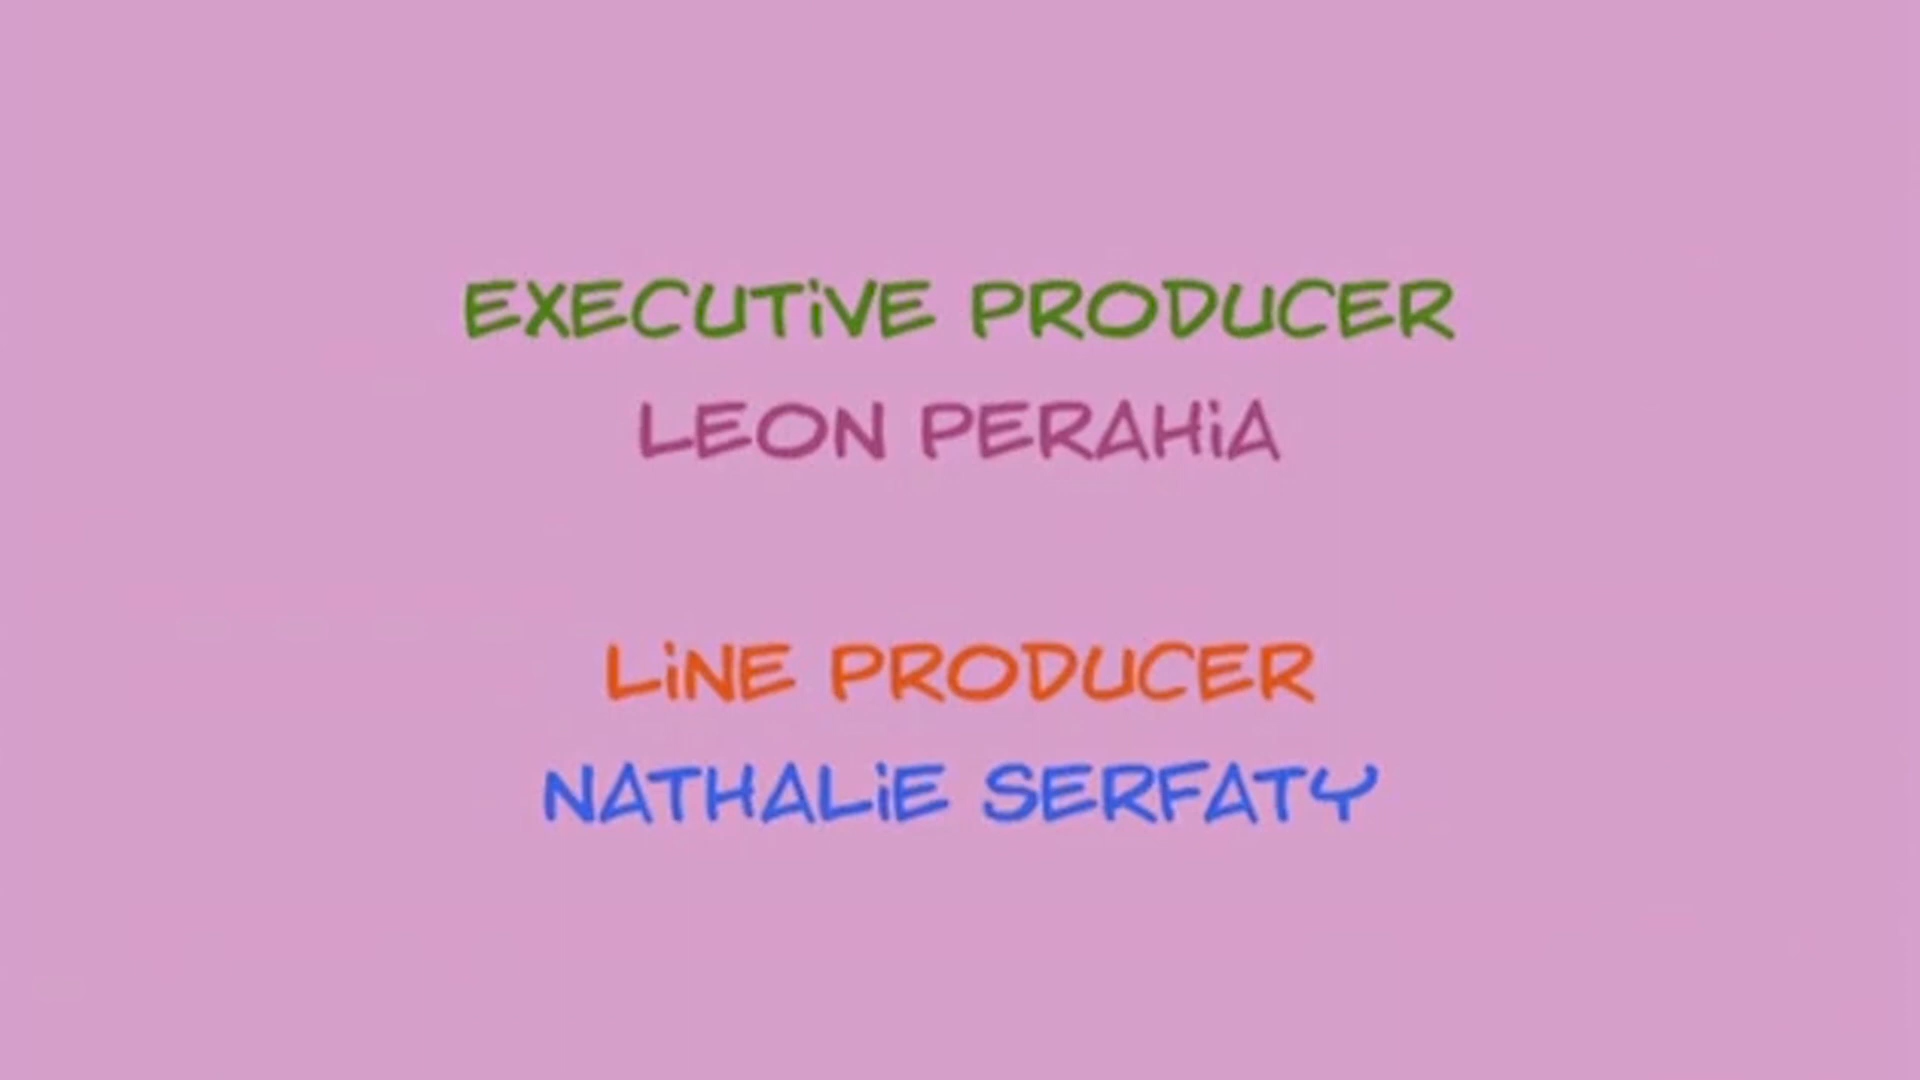 EXECUTiVE PRODUCER
LEON PERAHiA
LiNE PRODUCER
NATHALiE SERFATY